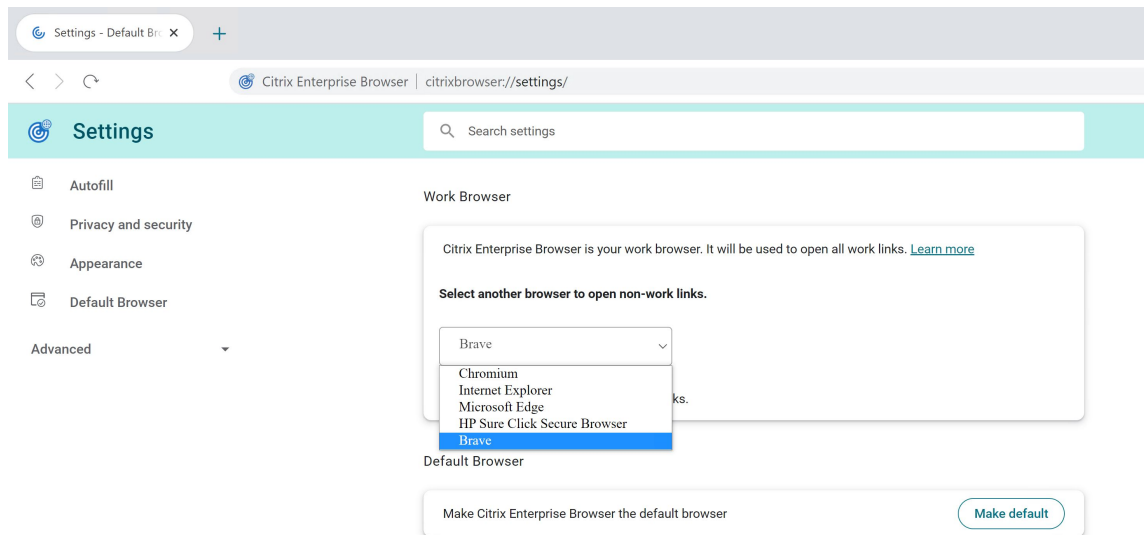 Settings - Default Bro
Citrix Enterprise Browser | citrixbrowser://settings/
Settings
Search settings
Autofill
Privacy and security
Appearance
Default Browser
Advanced
Work Browser
Citrix Enterprise Browser is your work browser. It will be used to open all work links. Learn more
Select another browser to open non-work links.
Brave
Chromium
Internet Explorer
Microsoft Edge
HP Sure Click Secure Browser
Brave
ks.
Default Browser
Make Citrix Enterprise Browser the default browser
Make default